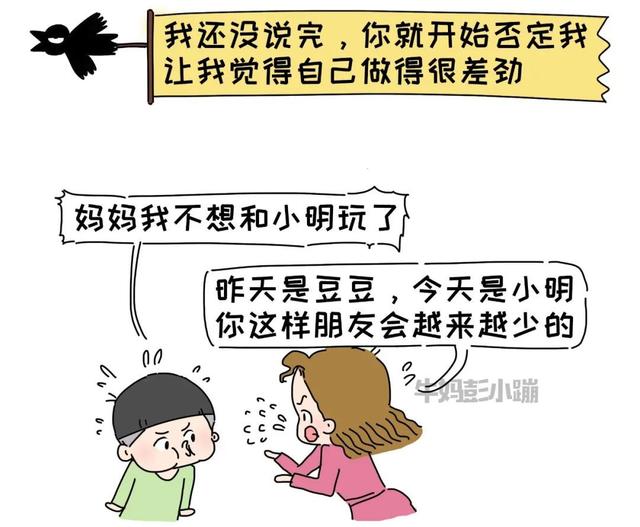 我还没说完，你就开始否定我
让我觉得自己做得很差劲
妈妈我不想和小明玩了
昨天是豆豆，今天是小明
你这样朋友会越来越少的
牛妈彭小蹦